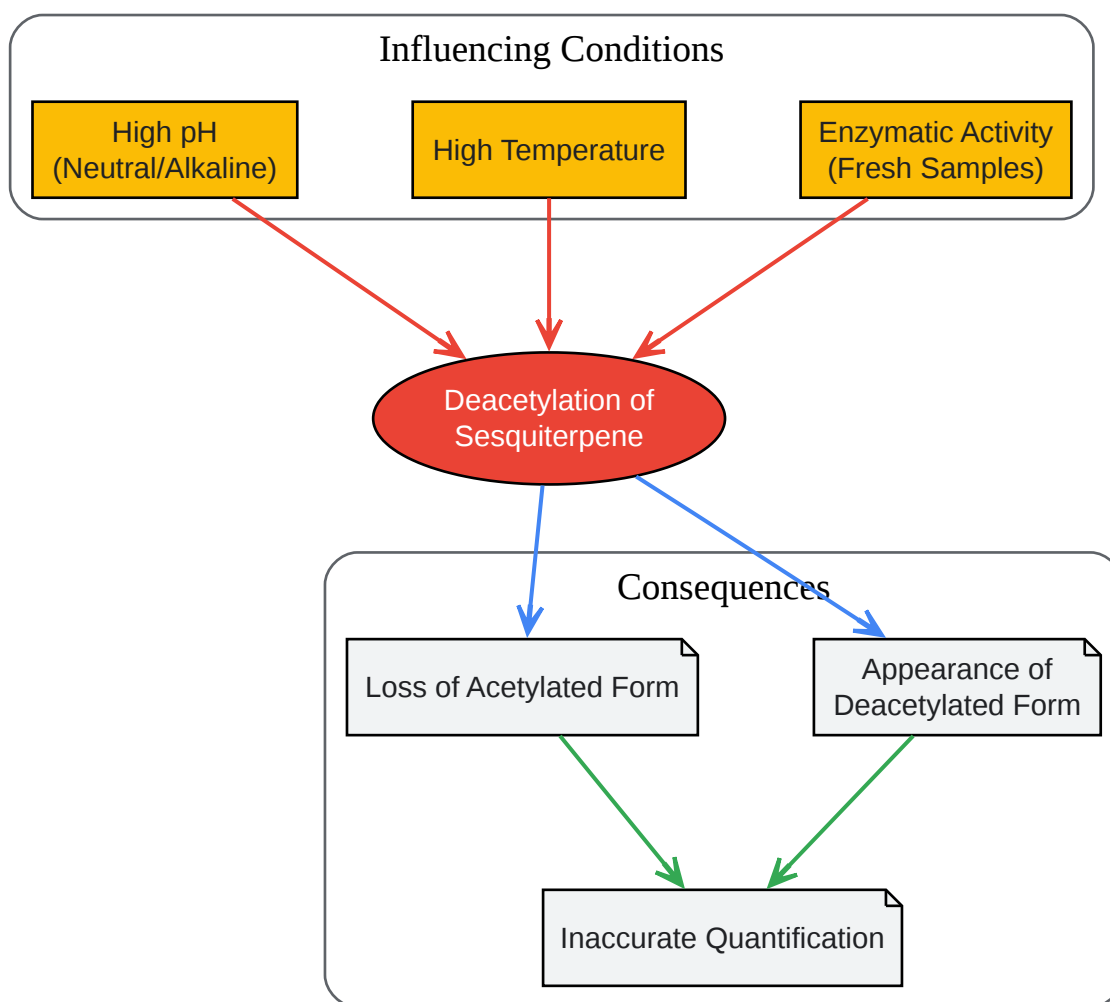 Influencing Conditions
High pH
(Neutral/Alkaline)
High Temperature
Enzymatic Activity
(Fresh Samples)
Deacetylation of
Sesquiterpene
Consequences
Loss of Acetylated Form
Appearance of
Deacetylated Form
Inaccurate Quantification